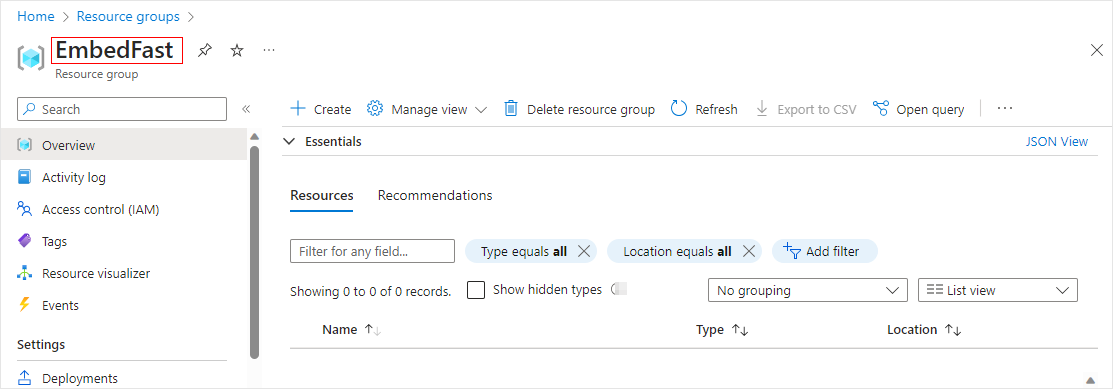 Home > Resource groups >
EmbedFast
Resource group
Search
Overview
Activity log
Access control (IAM)
Tags
Resource visualizer
Events
Settings
Deployments
Create Manage view Delete resource group Refresh Export to CSV Open query ...
Essentials JSON View
Resources Recommendations
Filter for any field... Type equals all Location equals all Add filter
Showing 0 to 0 of 0 records. Show hidden types No grouping List view
Name Type Location